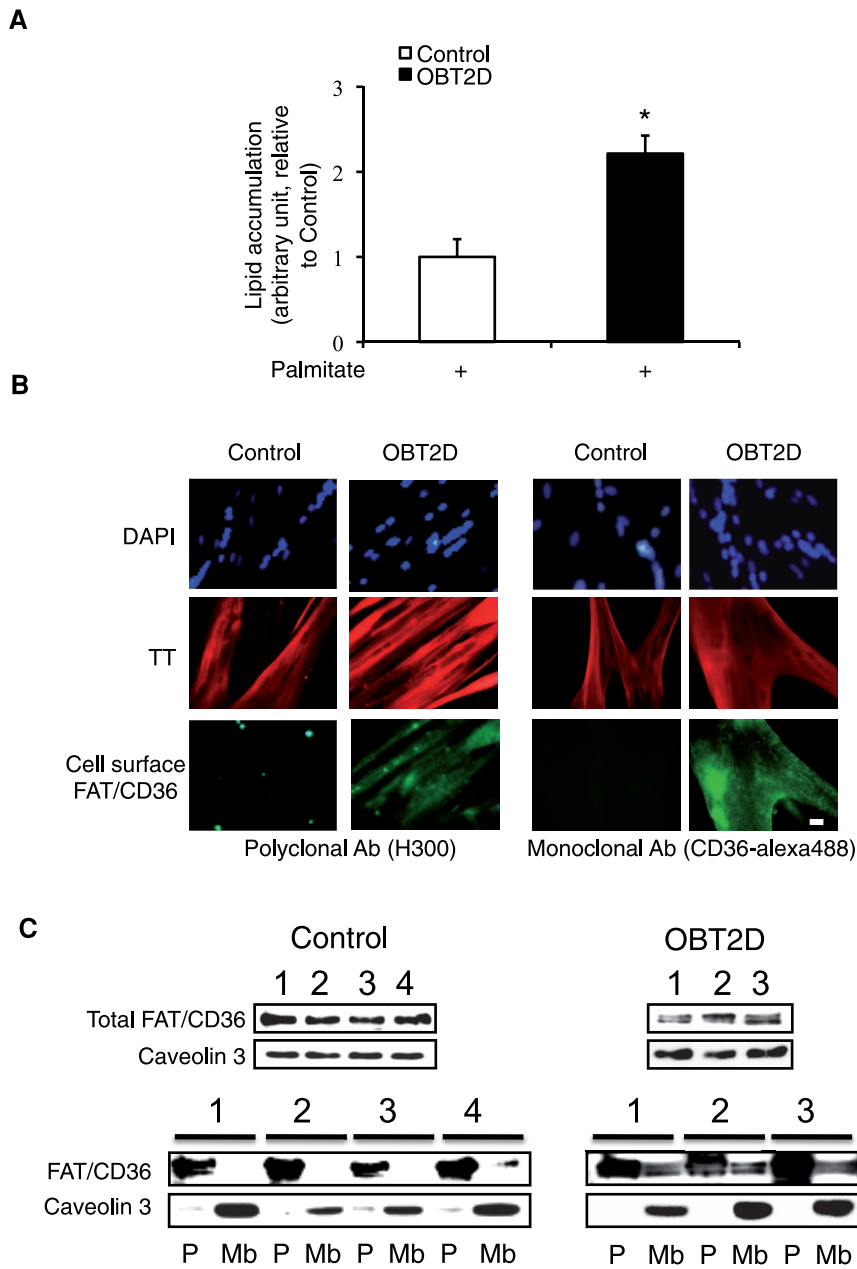 A
Control
OBT2D
Lipid accumulation
(arbitrary unit, relative
to Control)
3
2
1
0
*
Palmitate + +
B
Control OBT2D Control OBT2D
DAPI
TT
Cell surface
FAT/CD36
Polyclonal Ab (H300) Monoclonal Ab (CD36-alexa488)
C
Control OBT2D
1 2 3 4 1 2 3
Total FAT/CD36
Caveolin 3
1 2 3 4 1 2 3
FAT/CD36
Caveolin 3
P Mb P Mb P Mb P Mb P Mb P Mb P Mb